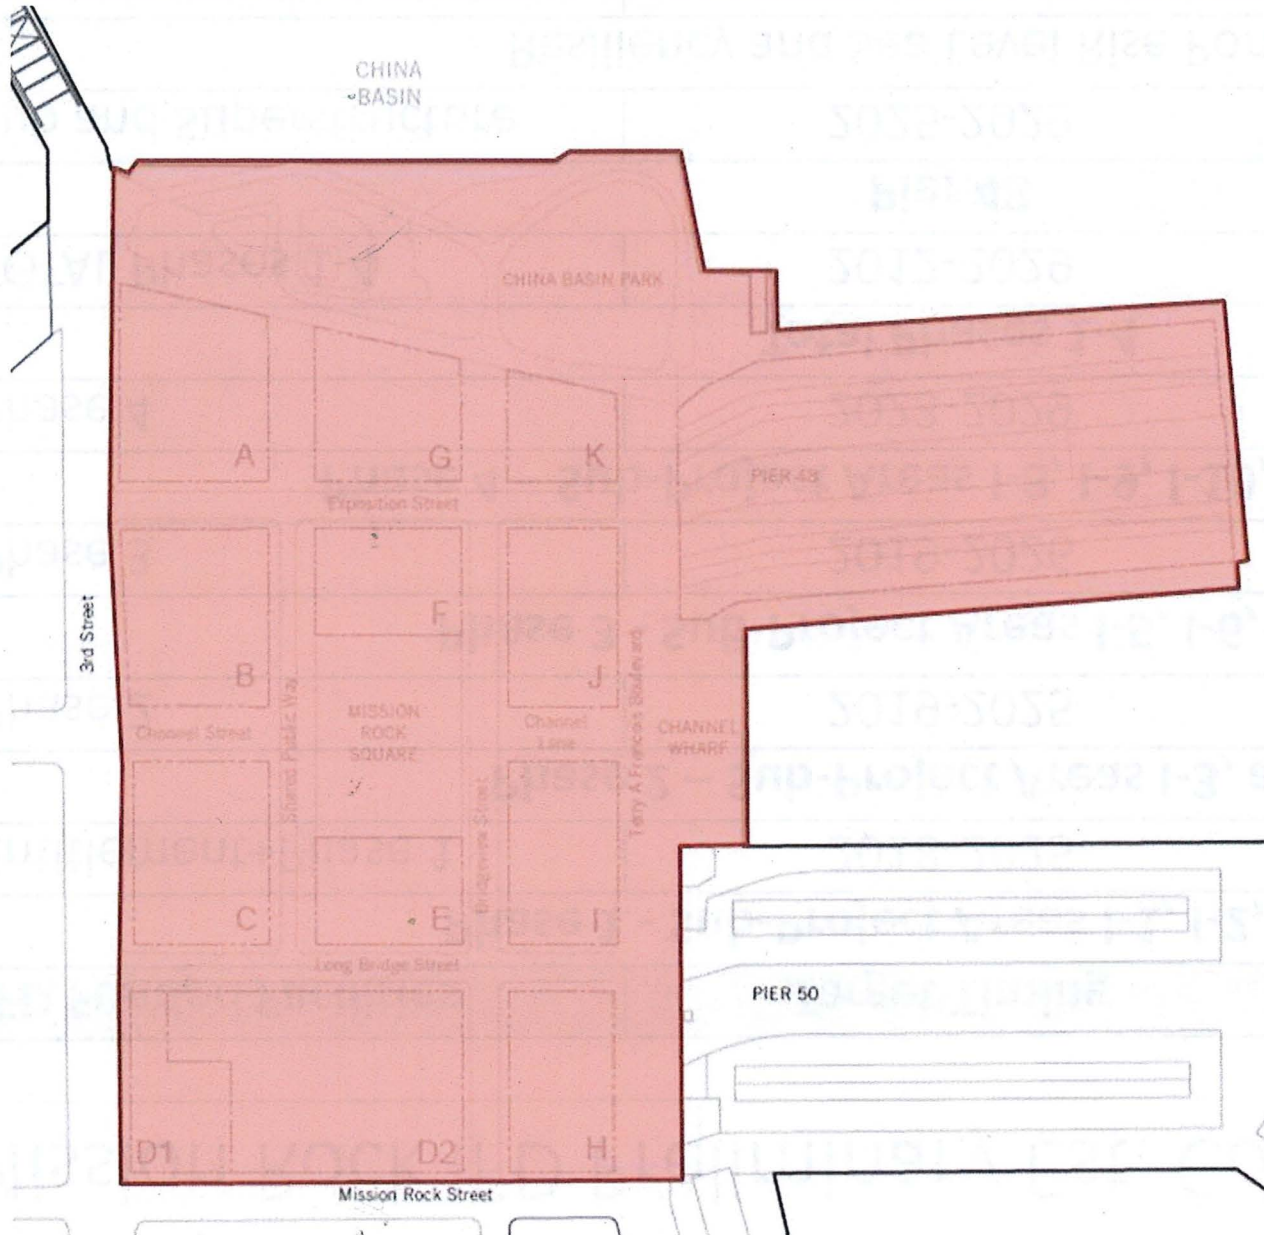 CHINA
BASIN
CHINA BASIN PARK
A
G
K
PIER 48
Exposition Street
F
3rd Street
B
J
Shared Public Way
MISSION
ROCK
SQUARE
Channel Street
Channel
Lane
Terry A Francois Boulevard
CHANNEL
WHARF
Bridgeview Street
C
E
I
Long Bridge Street
PIER 50
D1
D2
H
Mission Rock Street